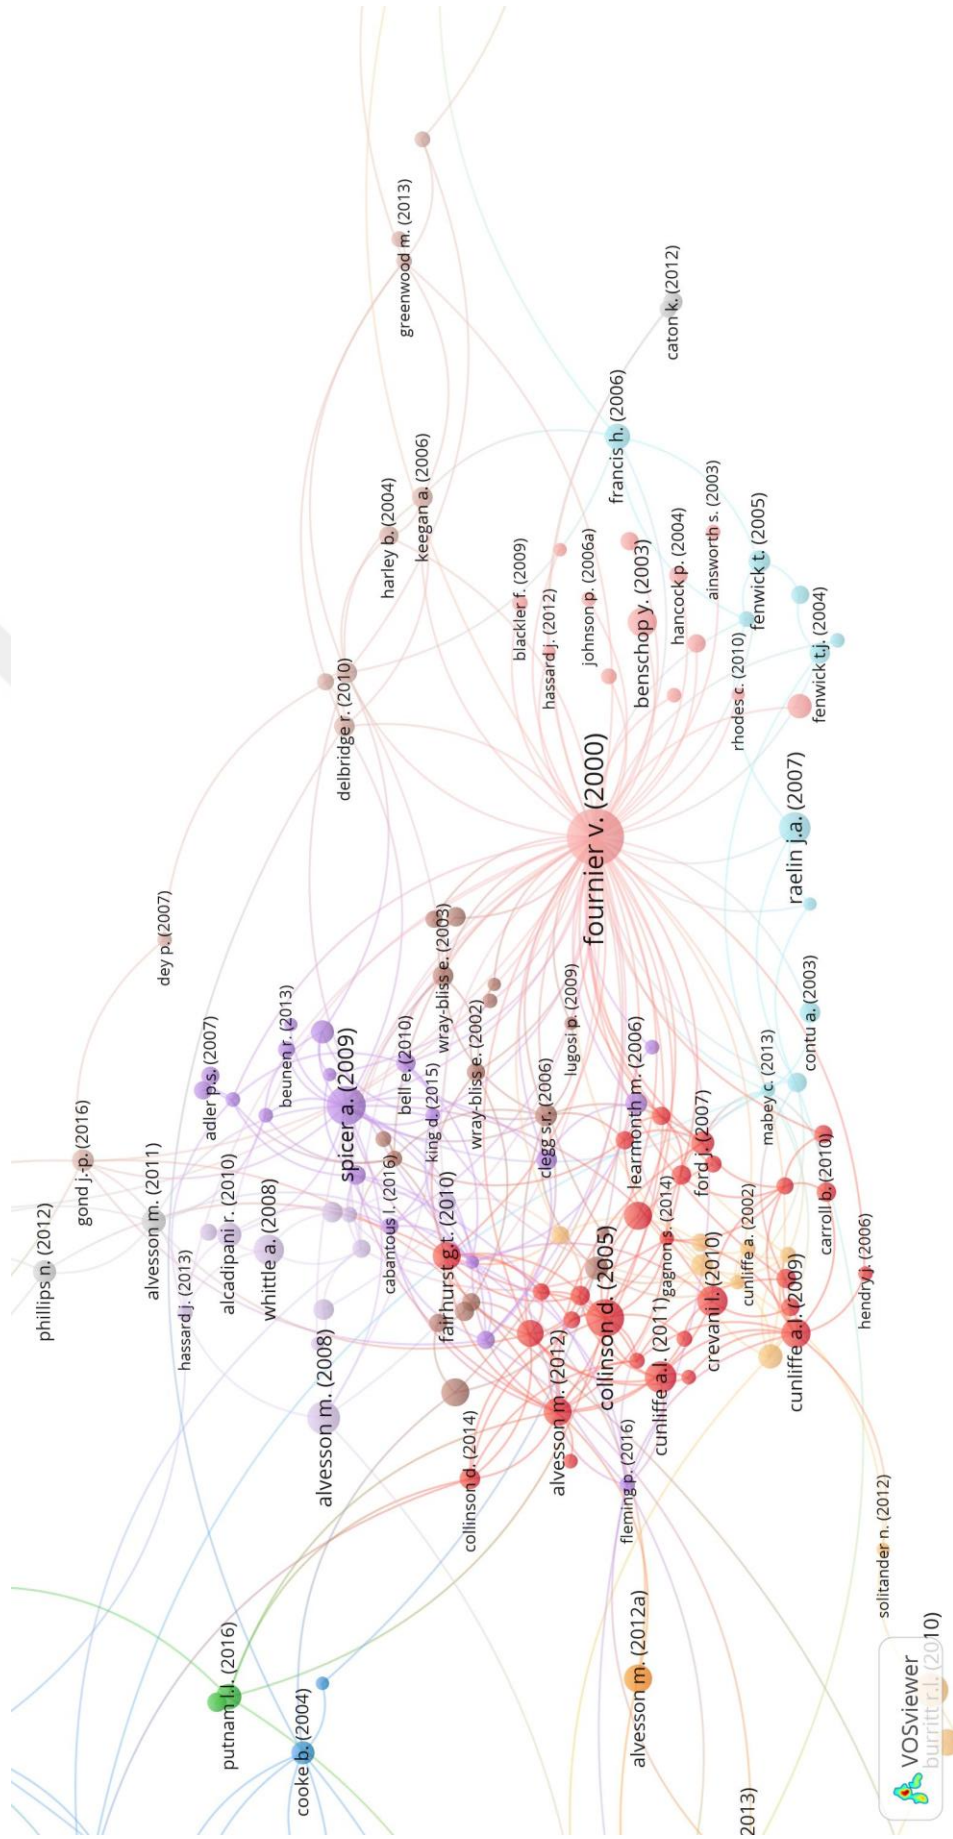 phillips n. (2012)
gond j.-p. (2016)
alvesson m. (2011)
dey p. (2007)
hassard j. (2013)
adler p.s. (2007)
alcadipani r. (2010)
putnam l.l. (2016)
whittle a. (2008)
beunen r. (2013)
cooke b. (2004)
alvesson m. (2008)
delbridge r. (2010)
spicer a. (2009)
harley b. (2004)
cabantous l. (2016)
greenwood m. (2013)
bell e. (2010)
keegan a. (2006)
king d. (2015)
wray-bliss e. (2003)
fairhurst g.t. (2010)
collinson d. (2014)
wray-bliss e. (2002)
blackler f. (2009)
clegg s.r. (2006)
hassard j. (2012)
alvesson m. (2012)
lugosi p. (2009)
johnson p. (2006a)
fournier v. (2000)
collinson d. (2005)
francis h. (2006)
fleming p. (2016)
learmonth m. (2006)
alvesson m. (2012a)
benschop y. (2003)
cunliffe a.l. (2011)
gagnon s. (2014)
caton k. (2012)
hancock p. (2004)
ford j. (2007)
crevani l. (2010)
ainsworth s. (2003)
rhodes c. (2010)
2013)
cunliffe a. (2002)
fenwick t. (2005)
mabey c. (2013)
raelin j.a. (2007)
cunliffe a.l. (2009)
contu a. (2003)
fenwick t.j. (2004)
carroll b. (2010)
hendry j. (2006)
solitander n. (2012)
VOSviewer
burritt r.l. (2010)